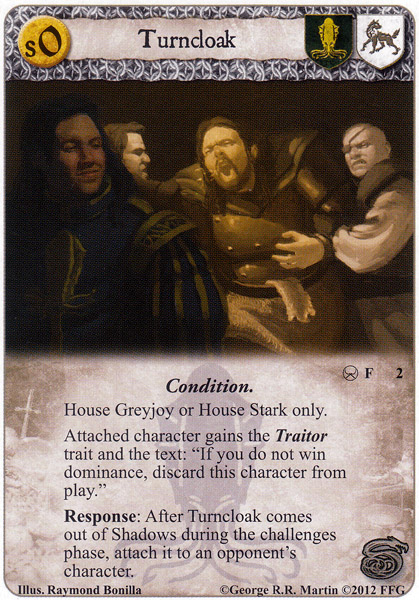 s0
Turncloak
F 2
Condition.
House Greyjoy or House Stark only.
Attached character gains the Traitor
trait and the text: “If you do not win
dominance, discard this character from
play.”
Response: After Turncloak comes
out of Shadows during the challenges
phase, attach it to an opponent’s
character.
Illus. Raymond Bonilla ©George R.R. Martin ©2012 FFG